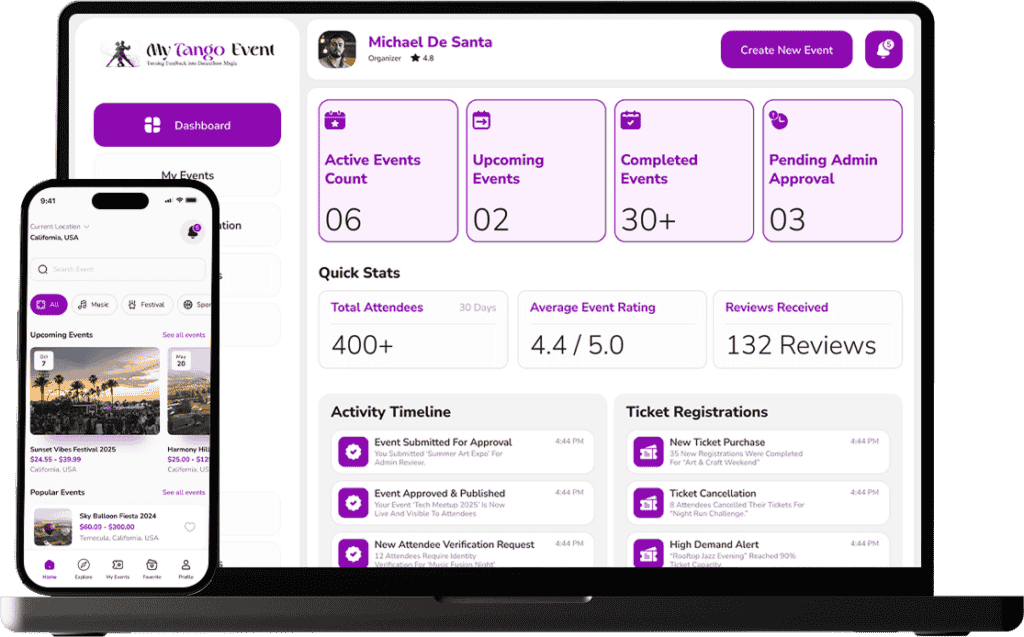 My Tango Event
Turning Feedback into Dancefloor Magic
Michael De Santa
Organizer ★ 4.8
Create New Event
5
Dashboard
My Events
Active Events
Count
06
Upcoming
Events
02
Completed
Events
30+
Pending Admin
Approval
03
Quick Stats
Total Attendees
30 Days
400+
Average Event Rating
4.4 / 5.0
Reviews Received
132 Reviews
Activity Timeline
Event Submitted For Approval
4:44 PM
You Submitted 'Summer Art Expo' For
Admin Review.
Event Approved & Published
4:44 PM
Your Event 'Tech Meetup 2025' Is Now
Live And Visible To Attendees
New Attendee Verification Request
4:44 PM
12 Attendees Require Identity
Verification For 'Music Fusion Night'
Ticket Registrations
New Ticket Purchase
4:44 PM
35 New Registrations Were Completed
For "Art & Craft Weekend"
Ticket Cancellation
4:44 PM
8 Attendees Cancelled Their Tickets For
"Night Run Challenge."
High Demand Alert
4:44 PM
"Rooftop Jazz Evening" Reached 90%
Ticket Capacity.
9:41
Current Location
California, USA
Search Event
All
Music
Festival
Spor
Upcoming Events
See all events
Oct
7
May
20
Sunset Vibes Festival 2025
$24.55 - $39.99
California, USA
Harmony Hill
$25.00 - $12
California, US
Popular Events
See all events
Sky Balloon Fiesta 2024
$60.00 - $300.00
Temecula, California, USA
Home
Explore
My Events
Favorite
Profile